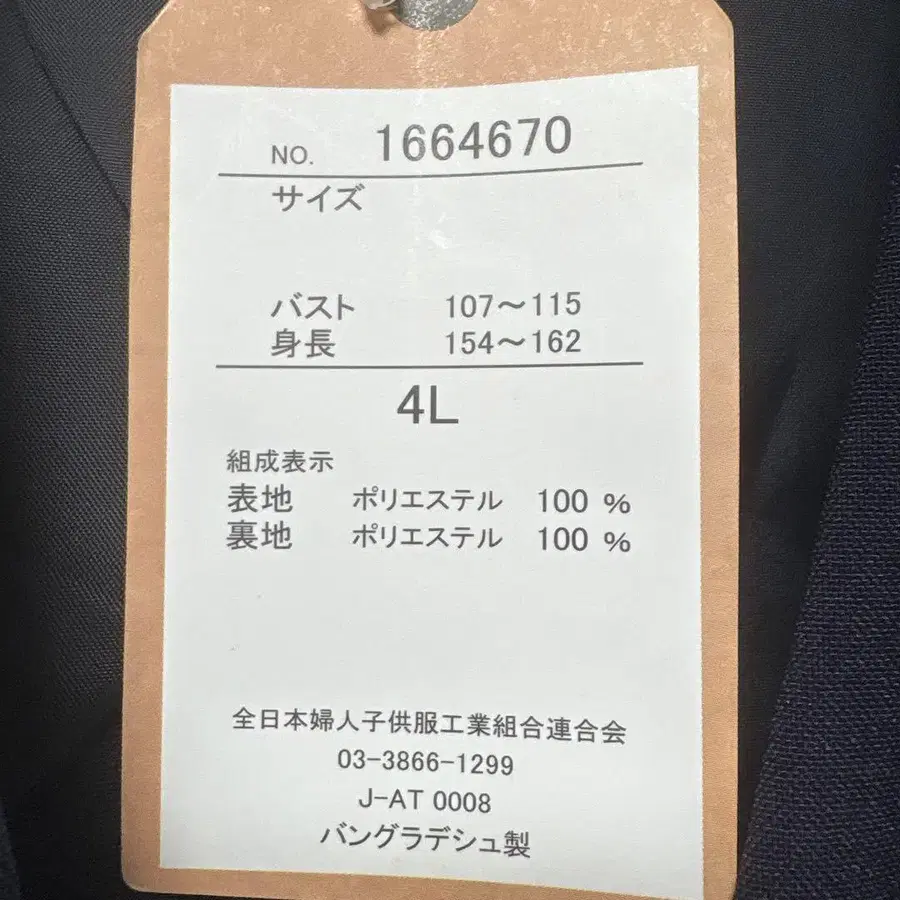 NO. 1664670
サイズ
バスト 107～115
身長 154～162
4L
組成表示
表地 ポリエステル 100 %
裏地 ポリエステル 100 %
全日本婦人子供服工業組合連合会
03-3866-1299
J-AT 0008
バングラデシュ製